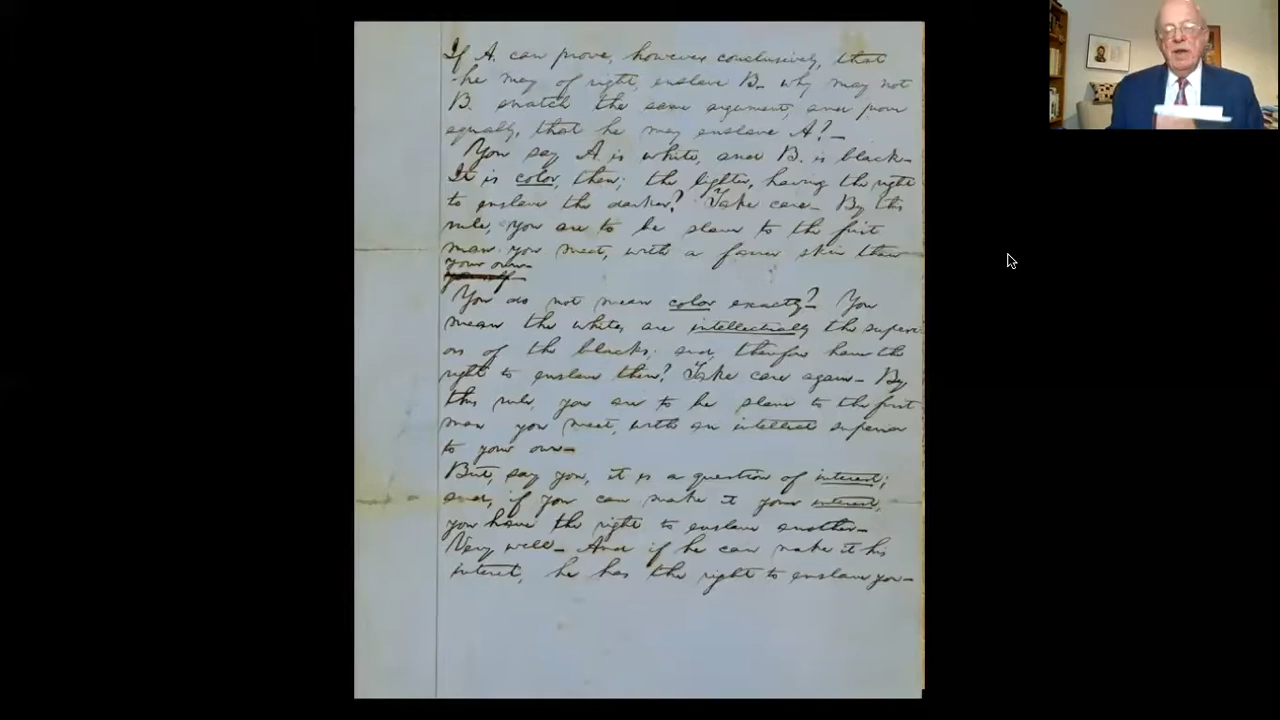 If A. can prove, however conclusively, that
he may, of right, enslave B. why may not
B. snatch the same argument, and prove
equally, that he may enslave A?—
You say A. is white, and B. is black—
It is color, then; the lighter, having the right
to enslave the darker? Take care— By this
rule, you are to be slave to the first
man you meet, with a fairer skin than
your own—
You do not mean color exactly?— You
mean the whites are intellectually the superi-
ors of the blacks; and, therefore have the
right to enslave them? Take care again— By
this rule, you are to be slave to the first
man you meet, with an intellect superior
to your own—
But, say you, it is a question of interest;
and, if you can make it your interest,
you have the right to enslave another—
Very well— And if he can make it his
interest, he has the right to enslave you—